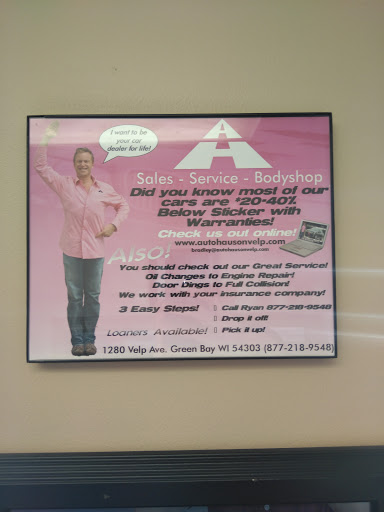 I want to be
your car
dealer for life!
Sales - Service - Bodyshop
Did you know most of our
cars are $20-40%
Below Sticker with
Warranties!
Check us out online!
www.autohausonvelp.com
bradley@autohausonvelp.com
Also!
You should check out our Great Service!
Oil Changes to Engine Repair!
Door Dings to Full Collision!
We work with your insurance company!
3 Easy Steps! Call Ryan 877-218-9548
Drop it off!
Loaners Available! Pick it up!
1280 Velp Ave. Green Bay WI 54303 (877-218-9548)